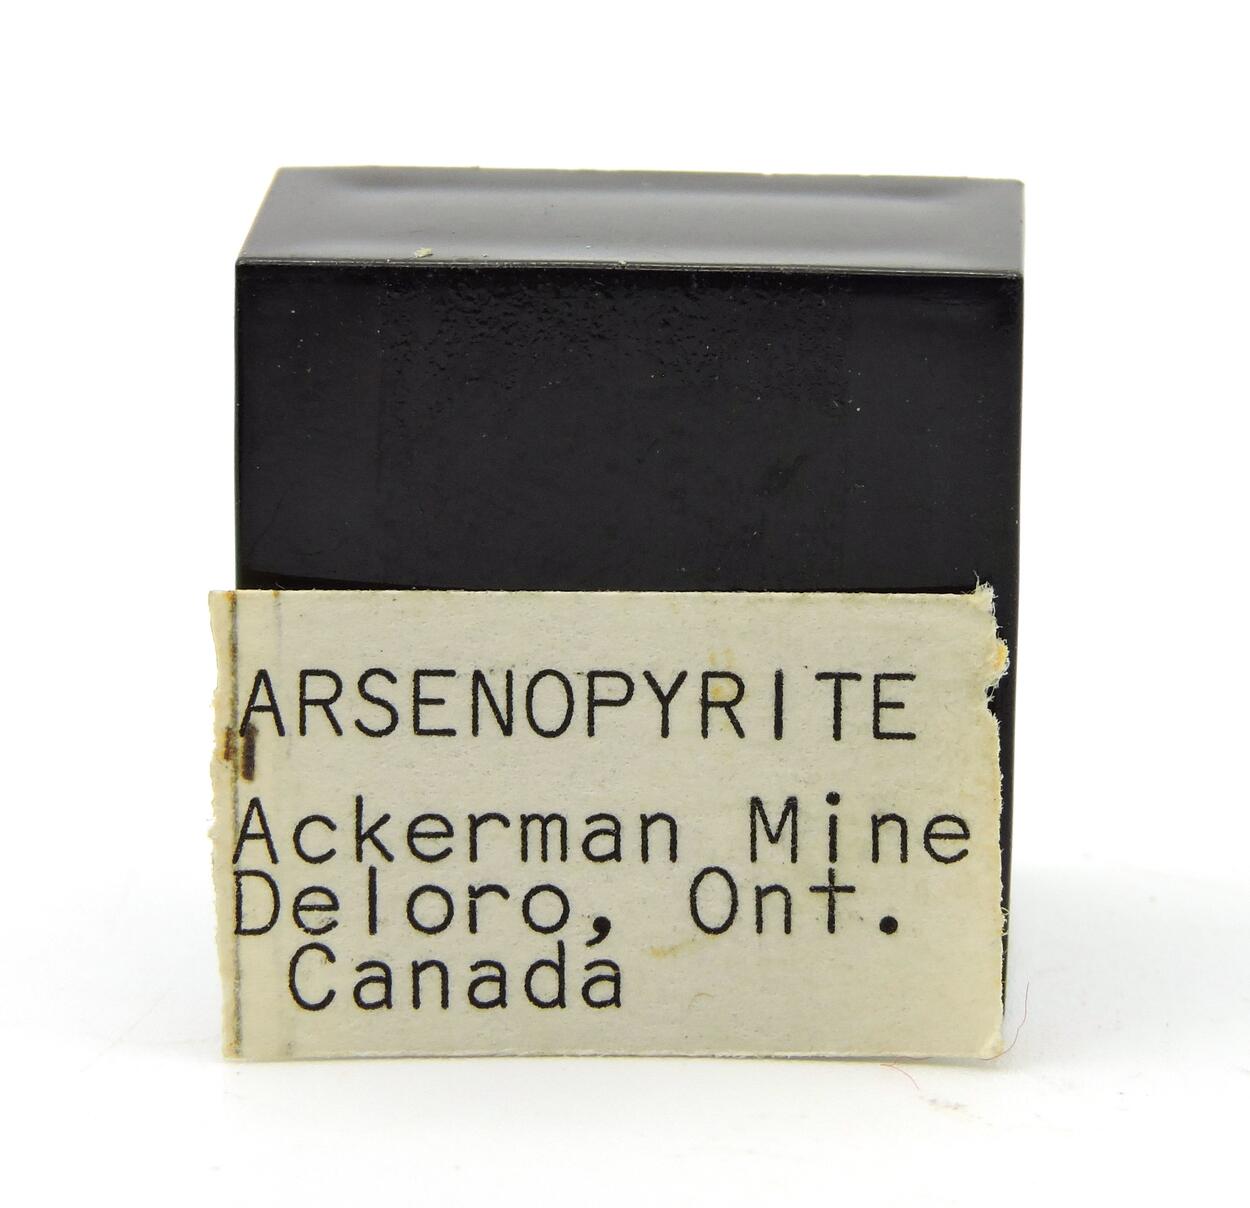 ARSENOPYRITE
Ackerman Mine
Deloro, Ont.
Canada